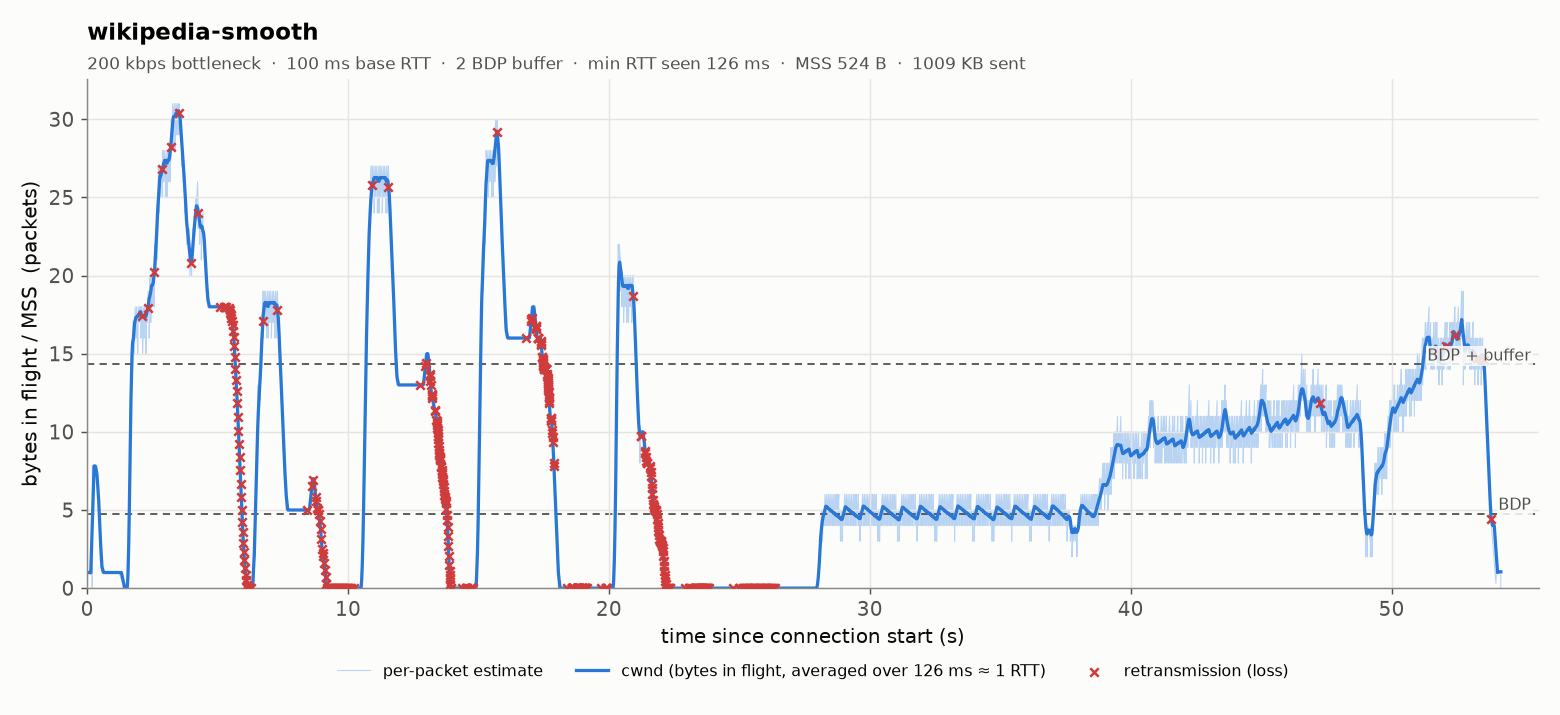 wikipedia-smooth
200 kbps bottleneck · 100 ms base RTT · 2 BDP buffer · min RTT seen 126 ms · MSS 524 B · 1009 KB sent
bytes in flight / MSS (packets)
30
25
20
15
10
5
0
BDP + buffer
BDP
0 10 20 30 40 50
time since connection start (s)
per-packet estimate cwnd (bytes in flight, averaged over 126 ms ≈ 1 RTT) retransmission (loss)